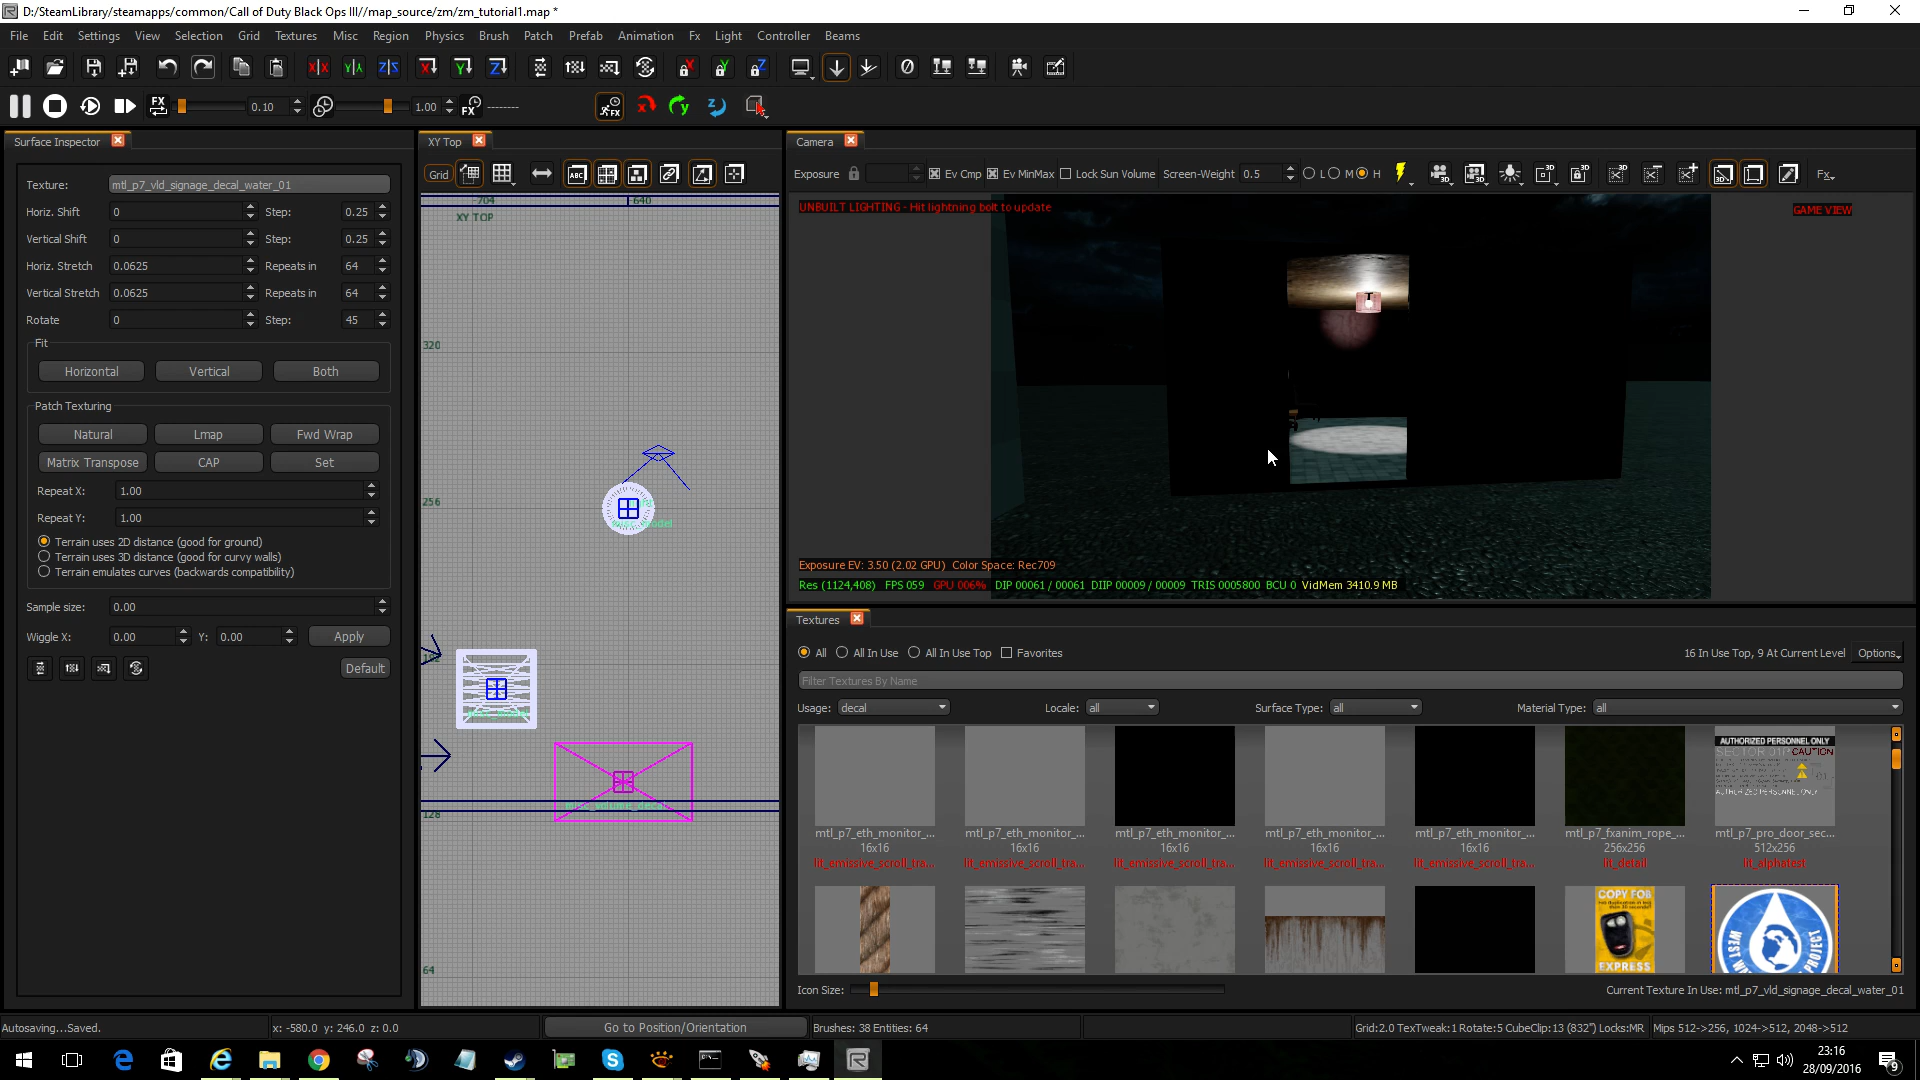 D:/SteamLibrary/steamapps/common/Call of Duty Black Ops III//map_source/zm/zm_tutorial1.map *
File Edit Settings View Selection Grid Textures Misc Region Physics Brush Patch Prefab Animation Fx Light Controller Beams
FX 0.10 1.00 FX --------
Surface Inspector
Texture: mtl_p7_vld_signage_decal_water_01
Horiz. Shift 0 Step: 0.25
Vertical Shift 0 Step: 0.25
Horiz. Stretch 0.0625 Repeats in 64
Vertical Stretch 0.0625 Repeats in 64
Rotate 0 Step: 45
Fit
Horizontal Vertical Both
Patch Texturing
Natural Lmap Fwd Wrap
Matrix Transpose CAP Set
Repeat X: 1.00
Repeat Y: 1.00
Terrain uses 2D distance (good for ground)
Terrain uses 3D distance (good for curvy walls)
Terrain emulates curves (backwards compatibility)
Sample size: 0.00
Wiggle X: 0.00 Y: 0.00 Apply
Default
XY Top
Grid ABC
-704 -640
XY TOP
320
256
128
64
Camera
Exposure Ev Cmp Ev MinMax Lock Sun Volume Screen-Weight 0.5 L M H Fx
UNBUILT LIGHTING - Hit lightning bolt to update
GAME VIEW
Exposure EV: 3.50 (2.02 GPU) Color Space: Rec709
Res (1124,408) FPS 059 GPU 006% DIP 00061 / 00061 DIIP 00009 / 00009 TRIS 0005800 BCU 0 VidMem 3410.9 MB
Textures
All All In Use All In Use Top Favorites 16 In Use Top, 9 At Current Level Options
Filter Textures By Name
Usage: decal Locale: all Surface Type: all Material Type: all
AUTHORIZED PERSONNEL ONLY
CAUTION
mtl_p7_eth_monitor_... mtl_p7_eth_monitor_... mtl_p7_eth_monitor_... mtl_p7_eth_monitor_... mtl_p7_eth_monitor_... mtl_p7_fxanim_rope_... mtl_p7_pro_door_sec...
16x16 16x16 16x16 16x16 16x16 256x256 512x256
lit_emissive_scroll_tra... lit_emissive_scroll_tra... lit_emissive_scroll_tra... lit_emissive_scroll_tra... lit_emissive_scroll_tra... lit_detail lit_alphatest
COPY FOB
EXPRESS
Icon Size: Current Texture In Use: mtl_p7_vld_signage_decal_water_01
Autosaving...Saved. x: -580.0 y: 246.0 z: 0.0 Go to Position/Orientation Brushes: 38 Entities: 64 Grid:2.0 TexTweak:1 Rotate:5 CubeClip:13 (832") Locks:MR Mips 512->256, 1024->512, 2048->512
23:16
28/09/2016
9